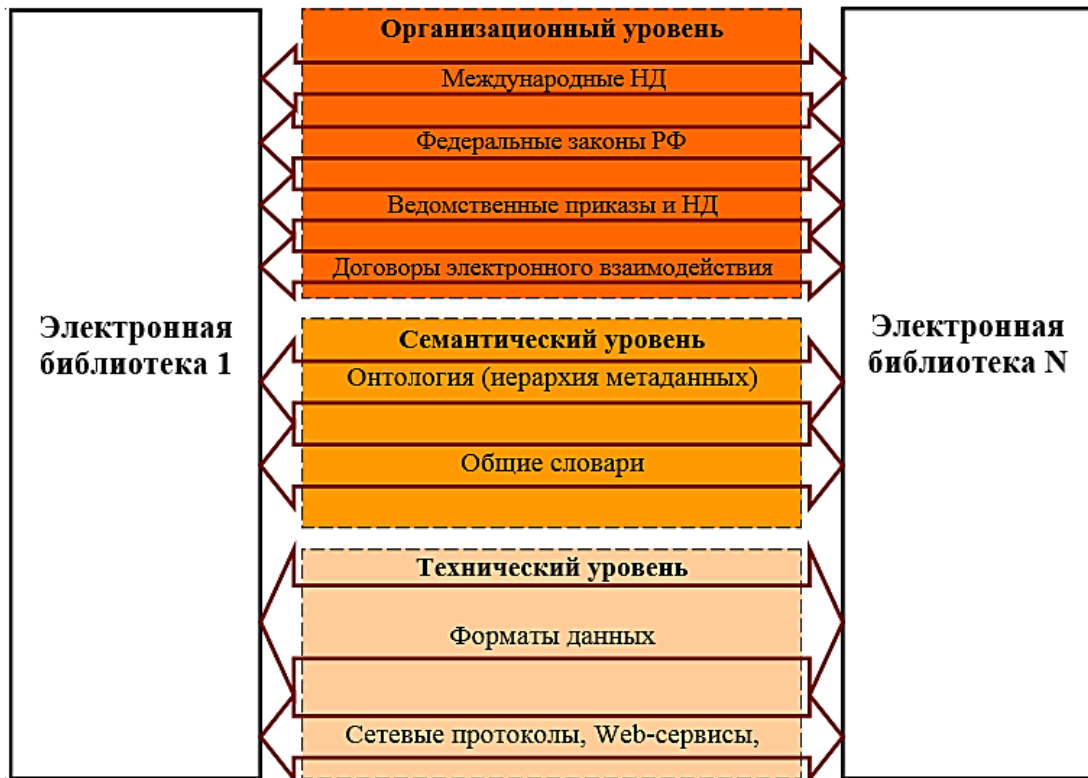 Организационный уровень
Международные НД
Федеральные законы РФ
Ведомственные приказы и НД
Договоры электронного взаимодействия
Электронная
библиотека 1
Семантический уровень
Онтология (иерархия метаданных)
Общие словари
Электронная
библиотека N
Технический уровень
Форматы данных
Сетевые протоколы, Web-сервисы,